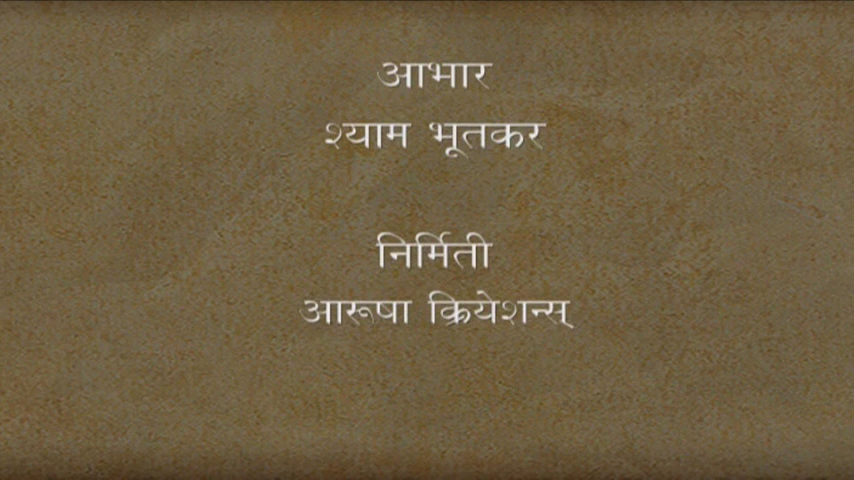 आभार
श्याम भूतकर
निर्मिती
आरूषा क्रियेशन्स्